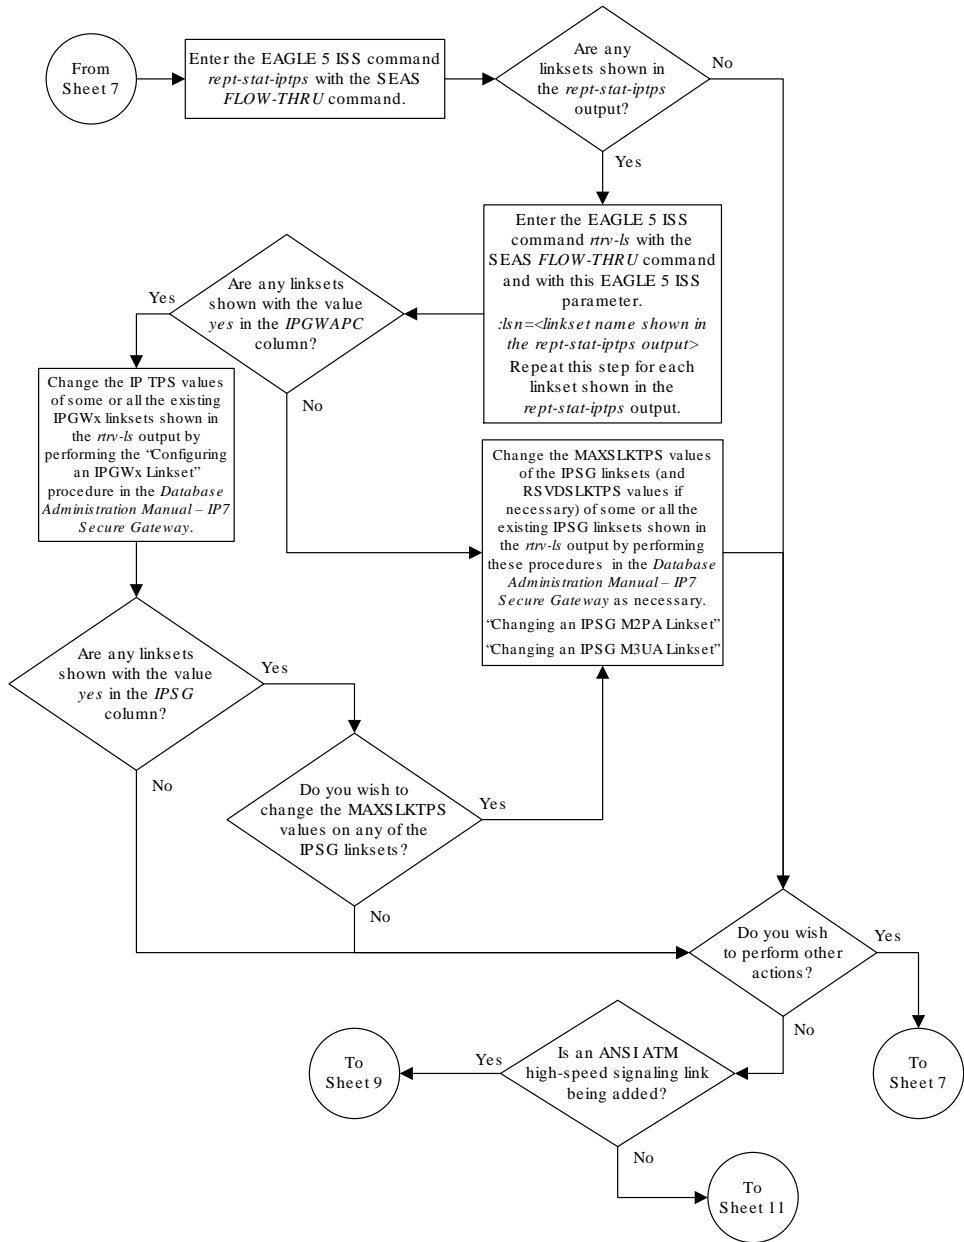 From
Sheet 7
Enter the EAGLE 5 ISS command
rept-stat-iptps with the SEAS
FLOW-THRU command.
Are any
linksets shown in
the rept-stat-iptps
output?
No
Yes
Enter the EAGLE 5 ISS
command rtrv-ls with the
SEAS FLOW-THRU command
and with this EAGLE 5 ISS
parameter.
:lsn=<linkset name shown in
the rept-stat-iptps output>
Repeat this step for each
linkset shown in the
rept-stat-iptps output.
Are any linksets
shown with the value
yes in the IPGWAPC
column?
Yes
No
Change the IP TPS values
of some or all the existing
IPGWx linksets shown in
the rtrv-ls output by
performing the “Configuring
an IPGWx Linkset”
procedure in the Database
Administration Manual – IP7
Secure Gateway.
Change the MAXSLKTPS values
of the IPSG linksets (and
RSVDSLKTPS values if
necessary) of some or all the
existing IPSG linksets shown in
the rtrv-ls output by performing
these procedures in the Database
Administration Manual – IP7
Secure Gateway as necessary.
“Changing an IPSG M2PA Linkset”
“Changing an IPSG M3UA Linkset”
Are any linksets
shown with the value
yes in the IPSG
column?
Yes
No
Do you wish to
change the MAXSLKTPS
values on any of the
IPSG linksets?
Yes
No
Do you wish
to perform other
actions?
Yes
No
To
Sheet 7
Is an ANSI ATM
high-speed signaling link
being added?
Yes
To
Sheet 9
No
To
Sheet 11